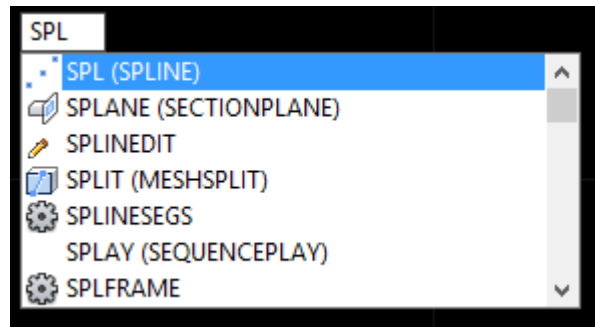 SPL
SPL (SPLINE)
SPLANE (SECTIONPLANE)
SPLINEDIT
SPLIT (MESHSPLIT)
SPLINESEGS
SPLAY (SEQUENCEPLAY)
SPLFRAME